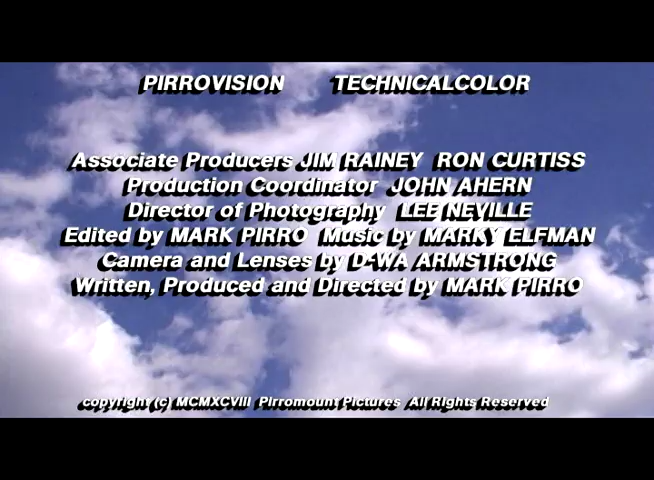 PIRROVISION TECHNICALCOLOR
Associate Producers JIM RAINEY RON CURTISS
Production Coordinator JOHN AHERN
Director of Photography LEE NEVILLE
Edited by MARK PIRRO Music by MARKY ELFMAN
Camera and Lenses by D-WA ARMSTRONG
Written, Produced and Directed by MARK PIRRO
copyright (c) MCMXCVIII Pirromount Pictures All Rights Reserved